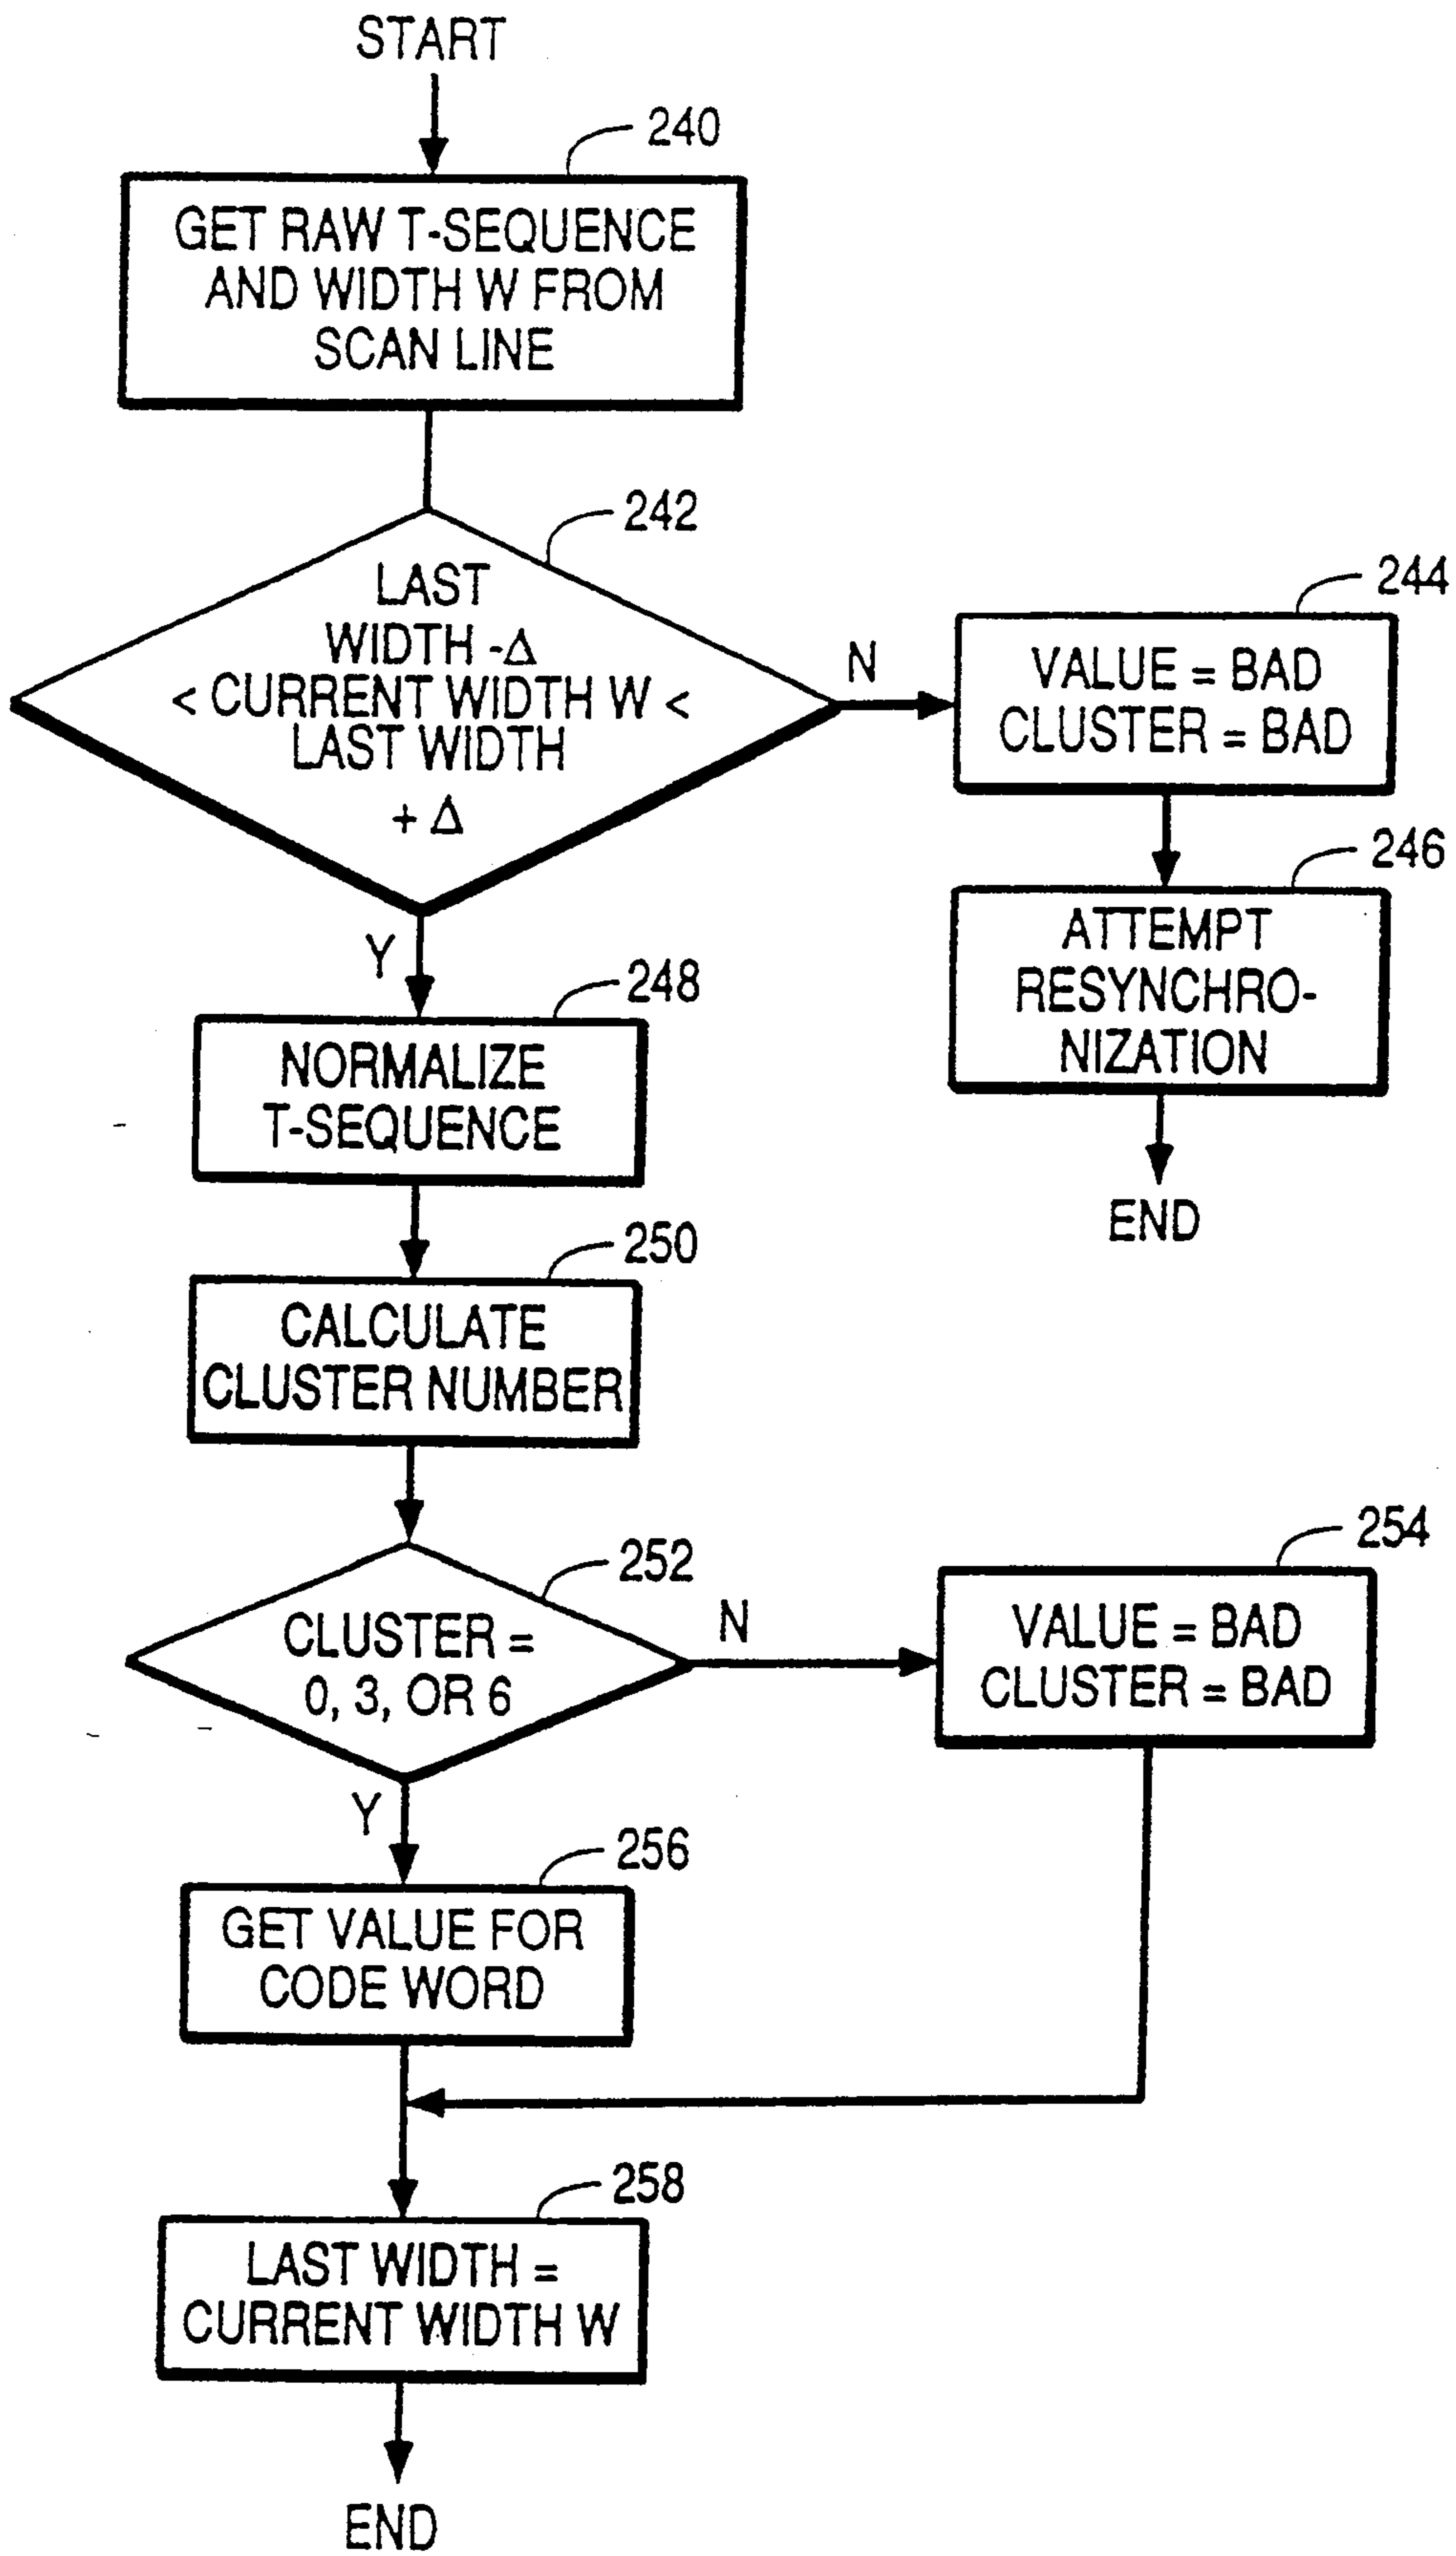 START
240
GET RAW T-SEQUENCE
AND WIDTH W FROM
SCAN LINE
242
LAST
WIDTH -Δ
< CURRENT WIDTH W <
LAST WIDTH
+ Δ
N
244
VALUE = BAD
CLUSTER = BAD
246
ATTEMPT
RESYNCHRO-
NIZATION
END
Y
248
NORMALIZE
T-SEQUENCE
250
CALCULATE
CLUSTER NUMBER
252
CLUSTER =
0, 3, OR 6
N
254
VALUE = BAD
CLUSTER = BAD
Y
256
GET VALUE FOR
CODE WORD
258
LAST WIDTH =
CURRENT WIDTH W
END